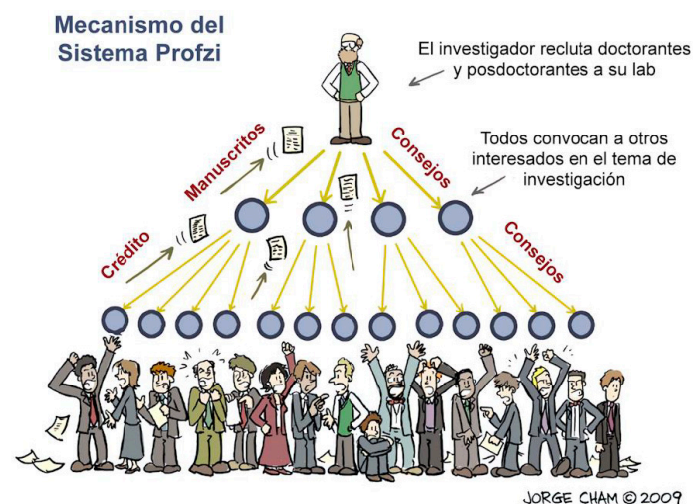 Mecanismo del
Sistema Profzi
El investigador recluta doctorantes
y posdoctorantes a su lab
Manuscritos
Consejos
Todos convocan a otros
interesados en el tema de
investigación
Crédito
Consejos
JORGE CHAM © 2009